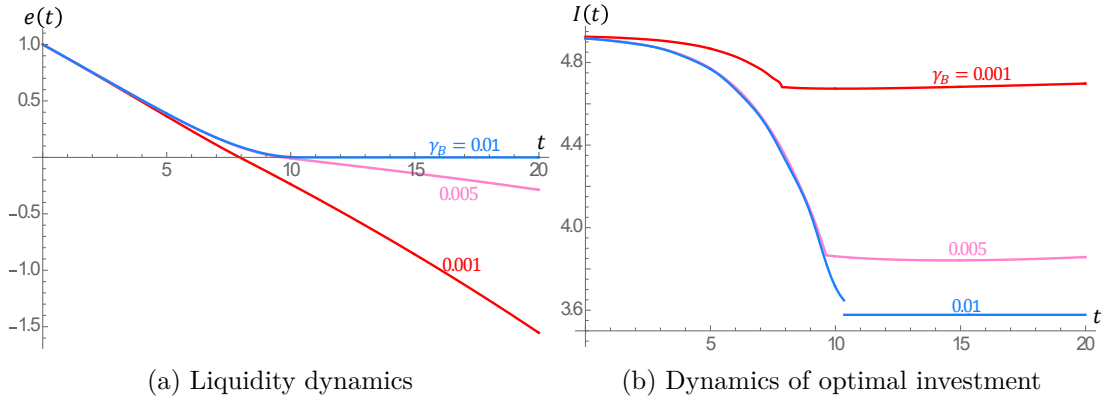 e(t)
1.0
0.5
−0.5
−1.0
−1.5
5
10
15
20
t
γ_B = 0.01
0.005
0.001
(a) Liquidity dynamics
I(t)
4.8
4.4
4.0
3.6
5
10
15
20
t
γ_B = 0.001
0.005
0.01
(b) Dynamics of optimal investment